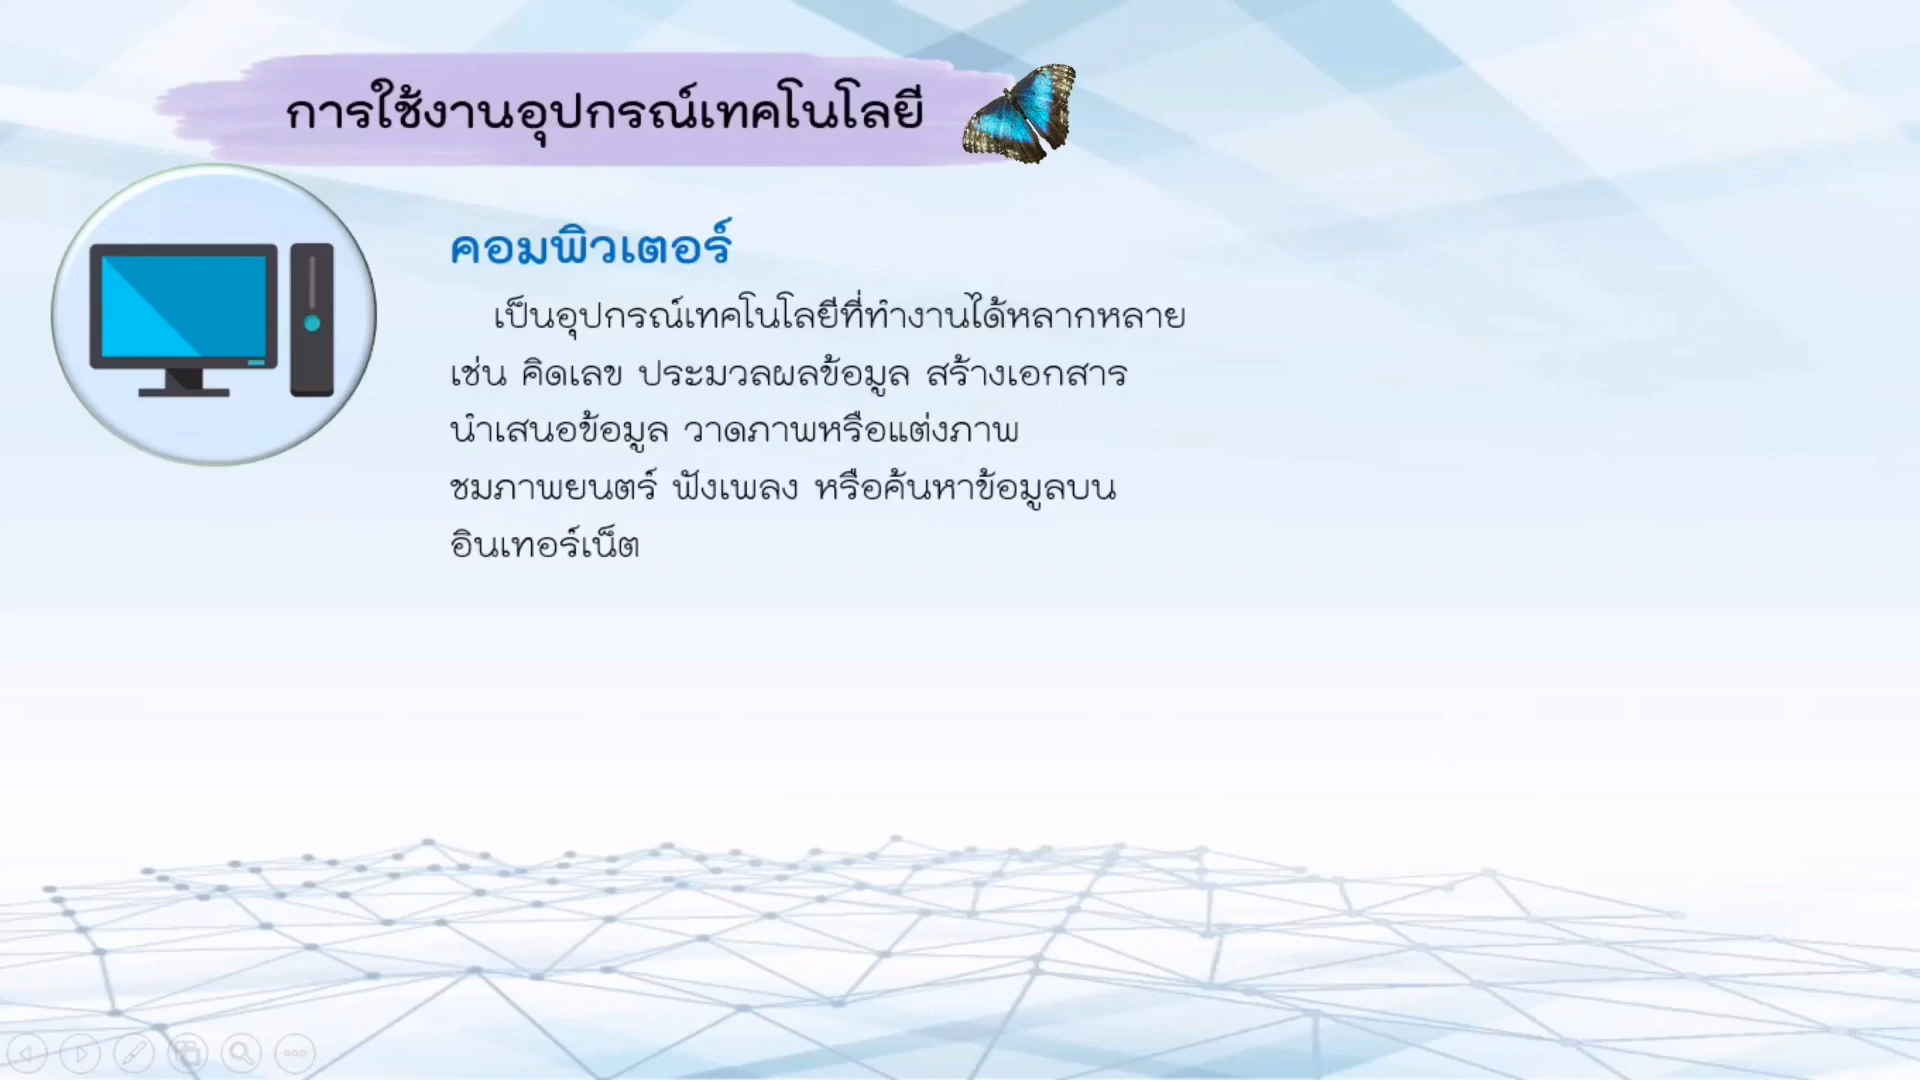 การใช้งานอุปกรณ์เทคโนโลยี
คอมพิวเตอร์
เป็นอุปกรณ์เทคโนโลยีที่ทำงานได้หลากหลาย
เช่น คิดเลข ประมวลผลข้อมูล สร้างเอกสาร
นำเสนอข้อมูล วาดภาพหรือแต่งภาพ
ชมภาพยนตร์ ฟังเพลง หรือค้นหาข้อมูลบน
อินเทอร์เน็ต